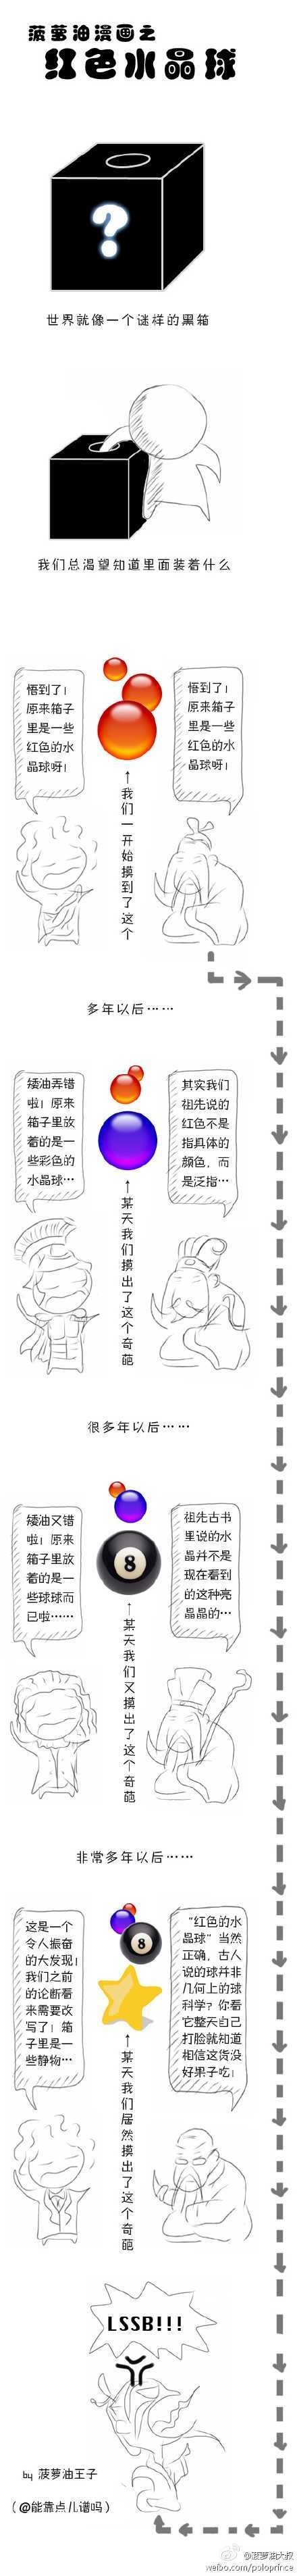 菠萝油漫画之
红色水晶球
?
世界就像一个谜样的黑箱
我们总渴望知道里面装着什么
悟到了！
原来箱子
里是一些
红色的水
晶球呀！
←我们一开始摸到了这个
悟到了！
原来箱子
里是一些
红色的水
晶球呀！
多年以后……
矮油弄错
啦！原来
箱子里放
着的是一
些彩色的
水晶球…
←某天我们摸出了这个奇葩
其实我们
祖先说的
红色不是
指具体的
颜色，而
是泛指…
很多年以后……
矮油又错
啦！原来
箱子里放
着的是一
些球球而
已啦……
8
←某天我们又摸出了这个奇葩
祖先古书
里说的水
晶并不是
现在看到
的这种亮
晶晶的…
非常多年以后……
这是一个
令人振奋
的大发现！
我们之前
的论断看
来需要改
写了！箱
子里是一
些静物…
8
←某天我们居然摸出了这个奇葩
“红色的水
晶球”当然
正确，古人
说的球并非
几何上的球
科学？你看
它整天自己
打脸就知道
相信这货没
好果子吃！
LSSB!!!
by 菠萝油王子
（@能靠点儿谱吗）
@菠萝油大叔
weibo.com/poloprince